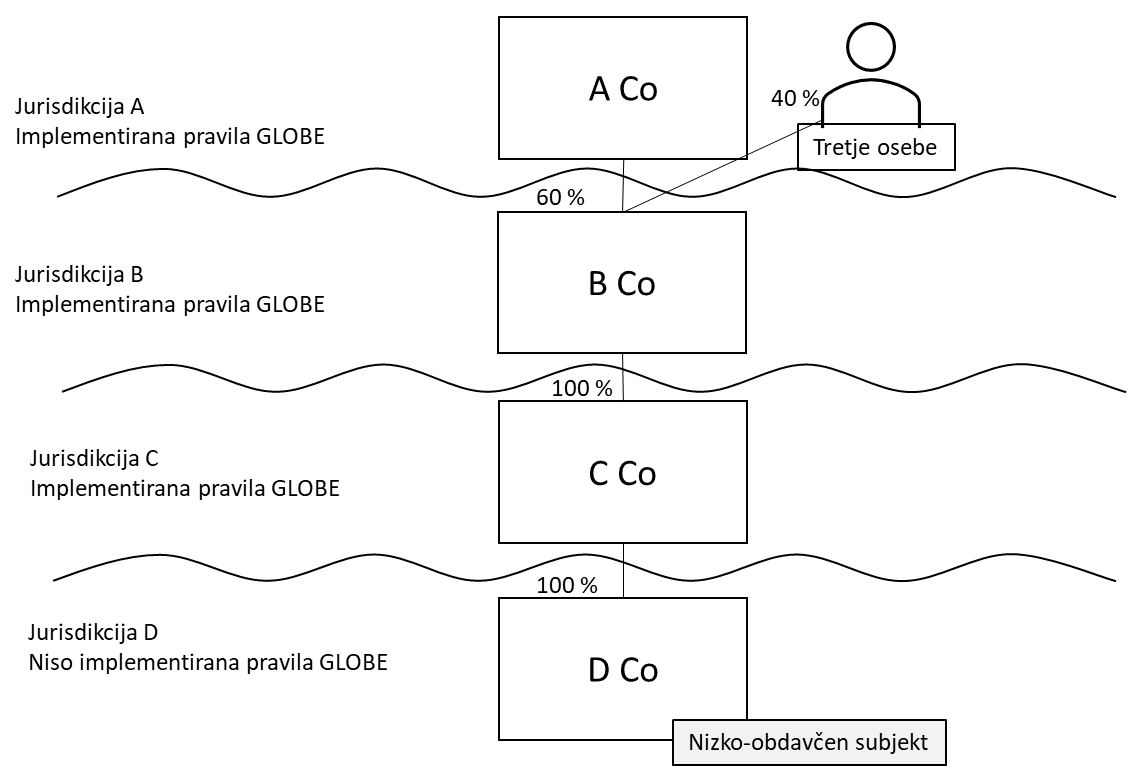 A Co
40 %
Jurisdikcija A
Implementirana pravila GLOBE
Tretje osebe
60 %
Jurisdikcija B
Implementirana pravila GLOBE
B Co
100 %
Jurisdikcija C
Implementirana pravila GLOBE
C Co
100 %
Jurisdikcija D
Niso implementirana pravila GLOBE
D Co
Nizko-obdavčen subjekt